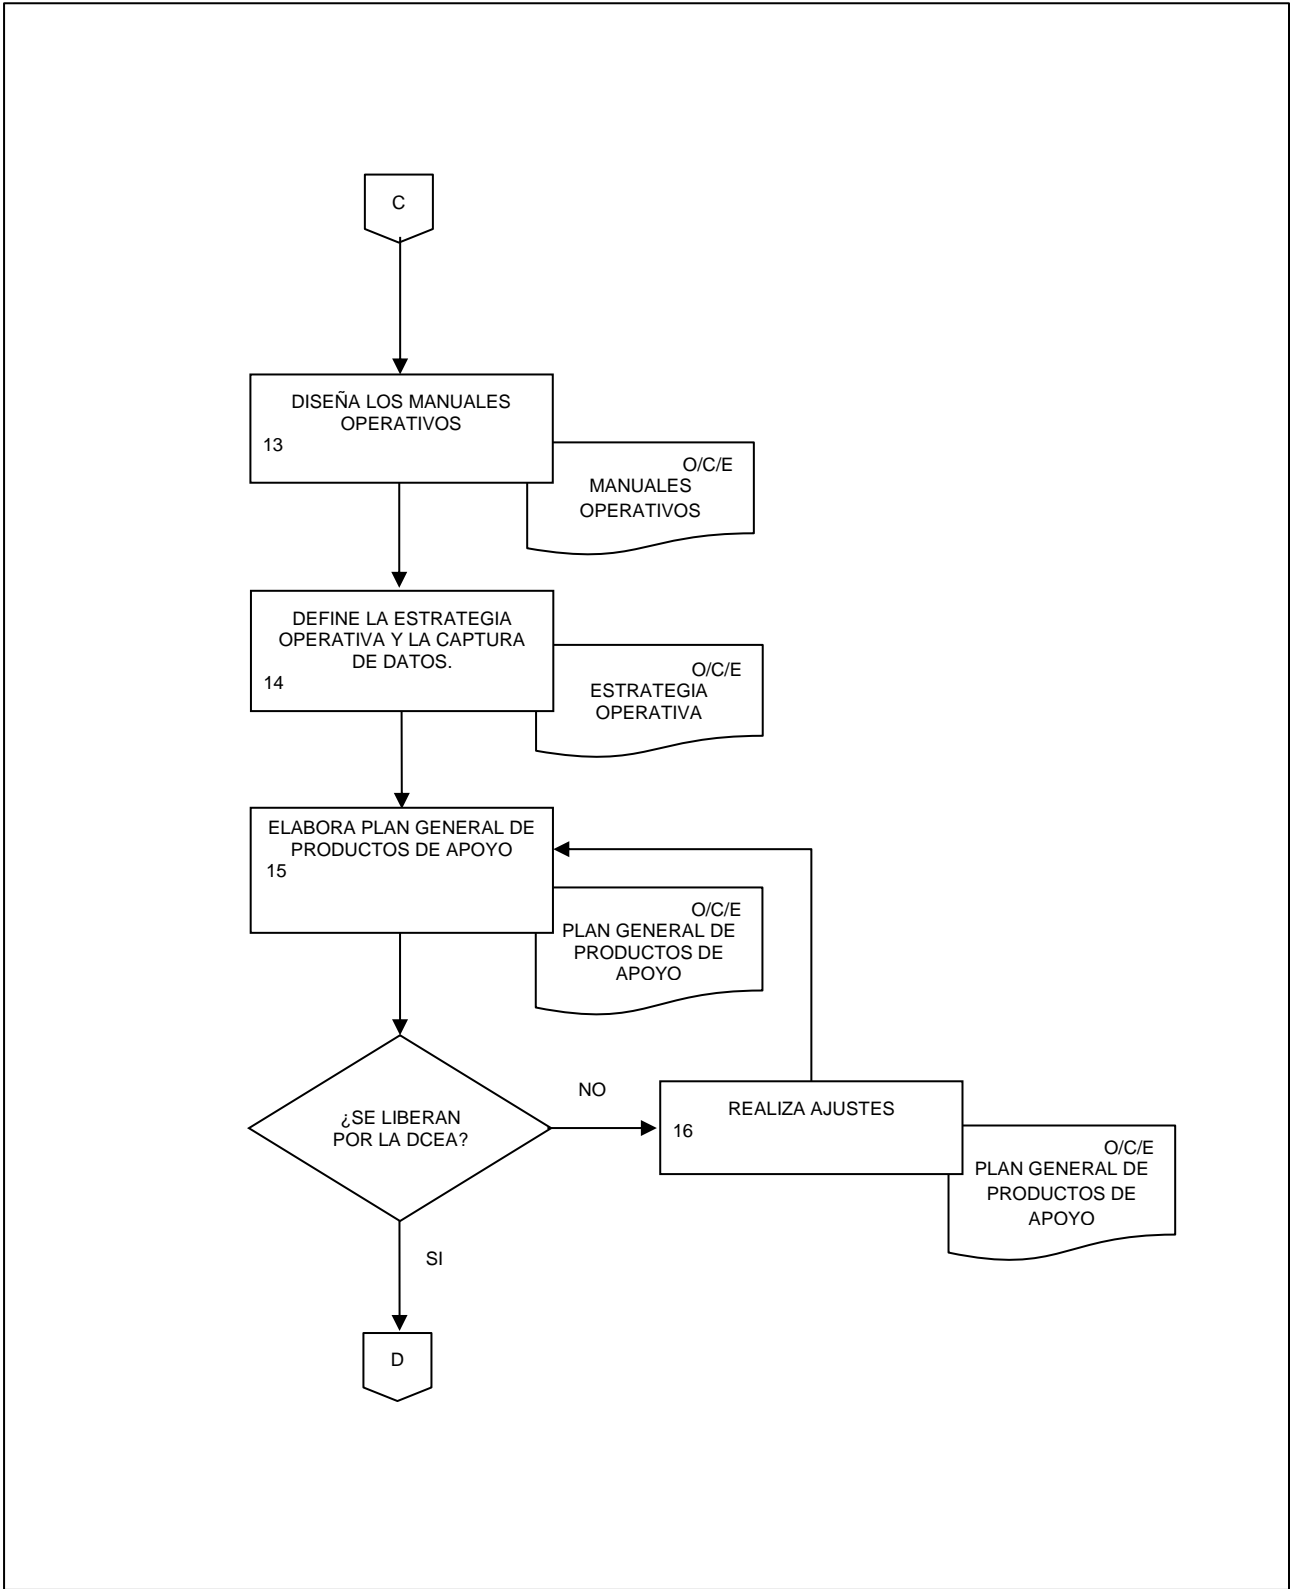 C
DISEÑA LOS MANUALES
OPERATIVOS
13
O/C/E
MANUALES
OPERATIVOS
DEFINE LA ESTRATEGIA
OPERATIVA Y LA CAPTURA
DE DATOS.
14
O/C/E
ESTRATEGIA
OPERATIVA
ELABORA PLAN GENERAL DE
PRODUCTOS DE APOYO
15
O/C/E
PLAN GENERAL DE
PRODUCTOS DE
APOYO
¿SE LIBERAN
POR LA DCEA?
NO
REALIZA AJUSTES
16
O/C/E
PLAN GENERAL DE
PRODUCTOS DE
APOYO
SI
D